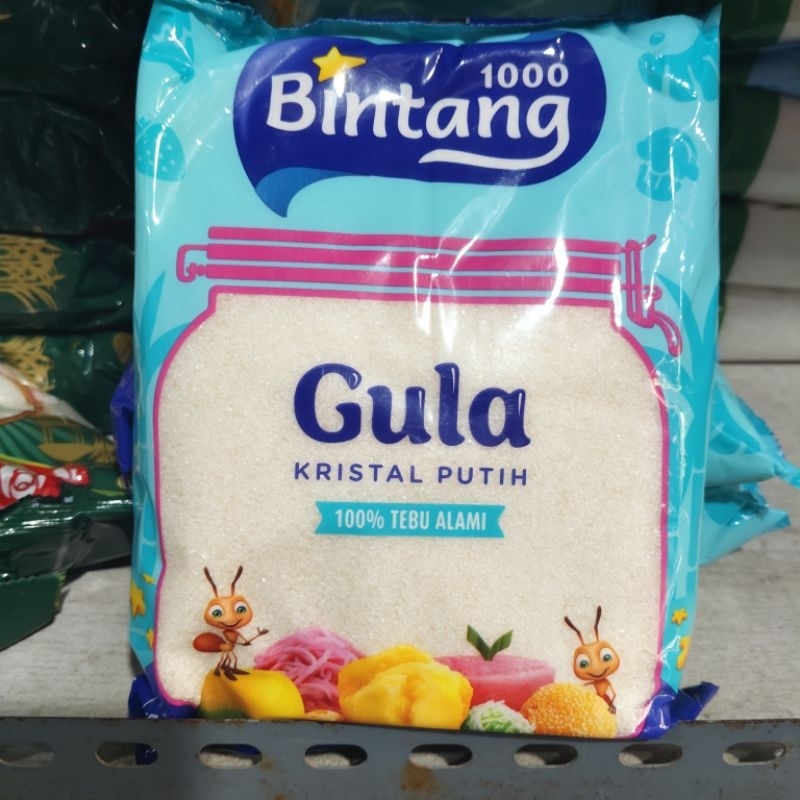 1000
Bintang
Gula
KRISTAL PUTIH
100% TEBU ALAMI